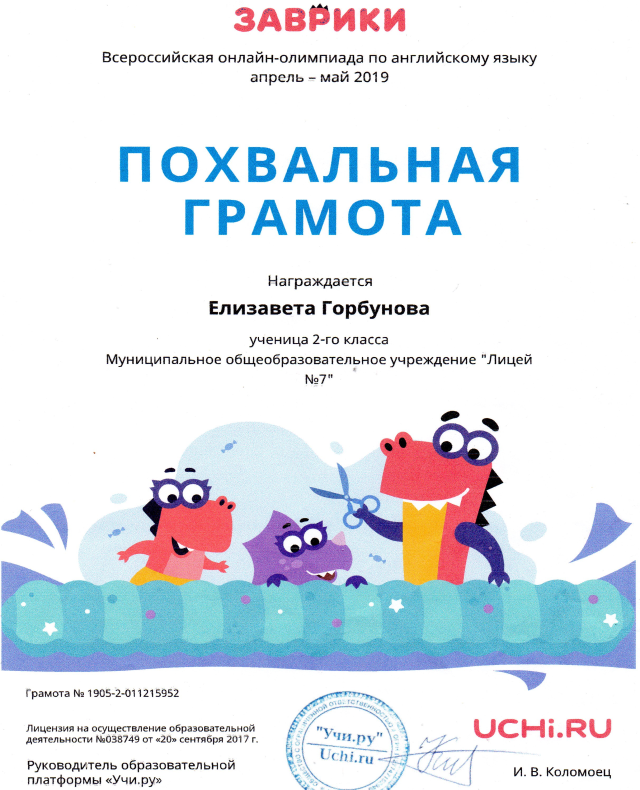 ЗАВРИКИ
Всероссийская онлайн-олимпиада по английскому языку
апрель – май 2019
ПОХВАЛЬНАЯ
ГРАМОТА
Награждается
Елизавета Горбунова
ученица 2-го класса
Муниципальное общеобразовательное учреждение "Лицей
№7"
Грамота № 1905-2-011215952
Лицензия на осуществление образовательной
деятельности №038749 от «20» сентября 2017 г.
Руководитель образовательной
платформы «Учи.ру»
"Учи.ру"
Uchi.ru
UCHi.RU
И. В. Коломоец